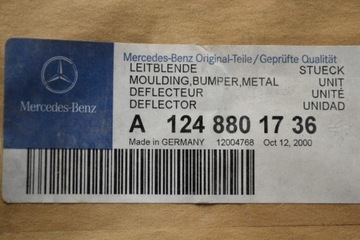 Mercedes-Benz Original-Teile/Geprüfte Qualität
LEITBLENDE STUECK
MOULDING,BUMPER,METAL UNIT
DEFLECTEUR UNITÉ
DEFLECTOR UNIDAD
Mercedes-Benz
A 124 880 17 36
Made in GERMANY 12004768 Oct 12, 2000